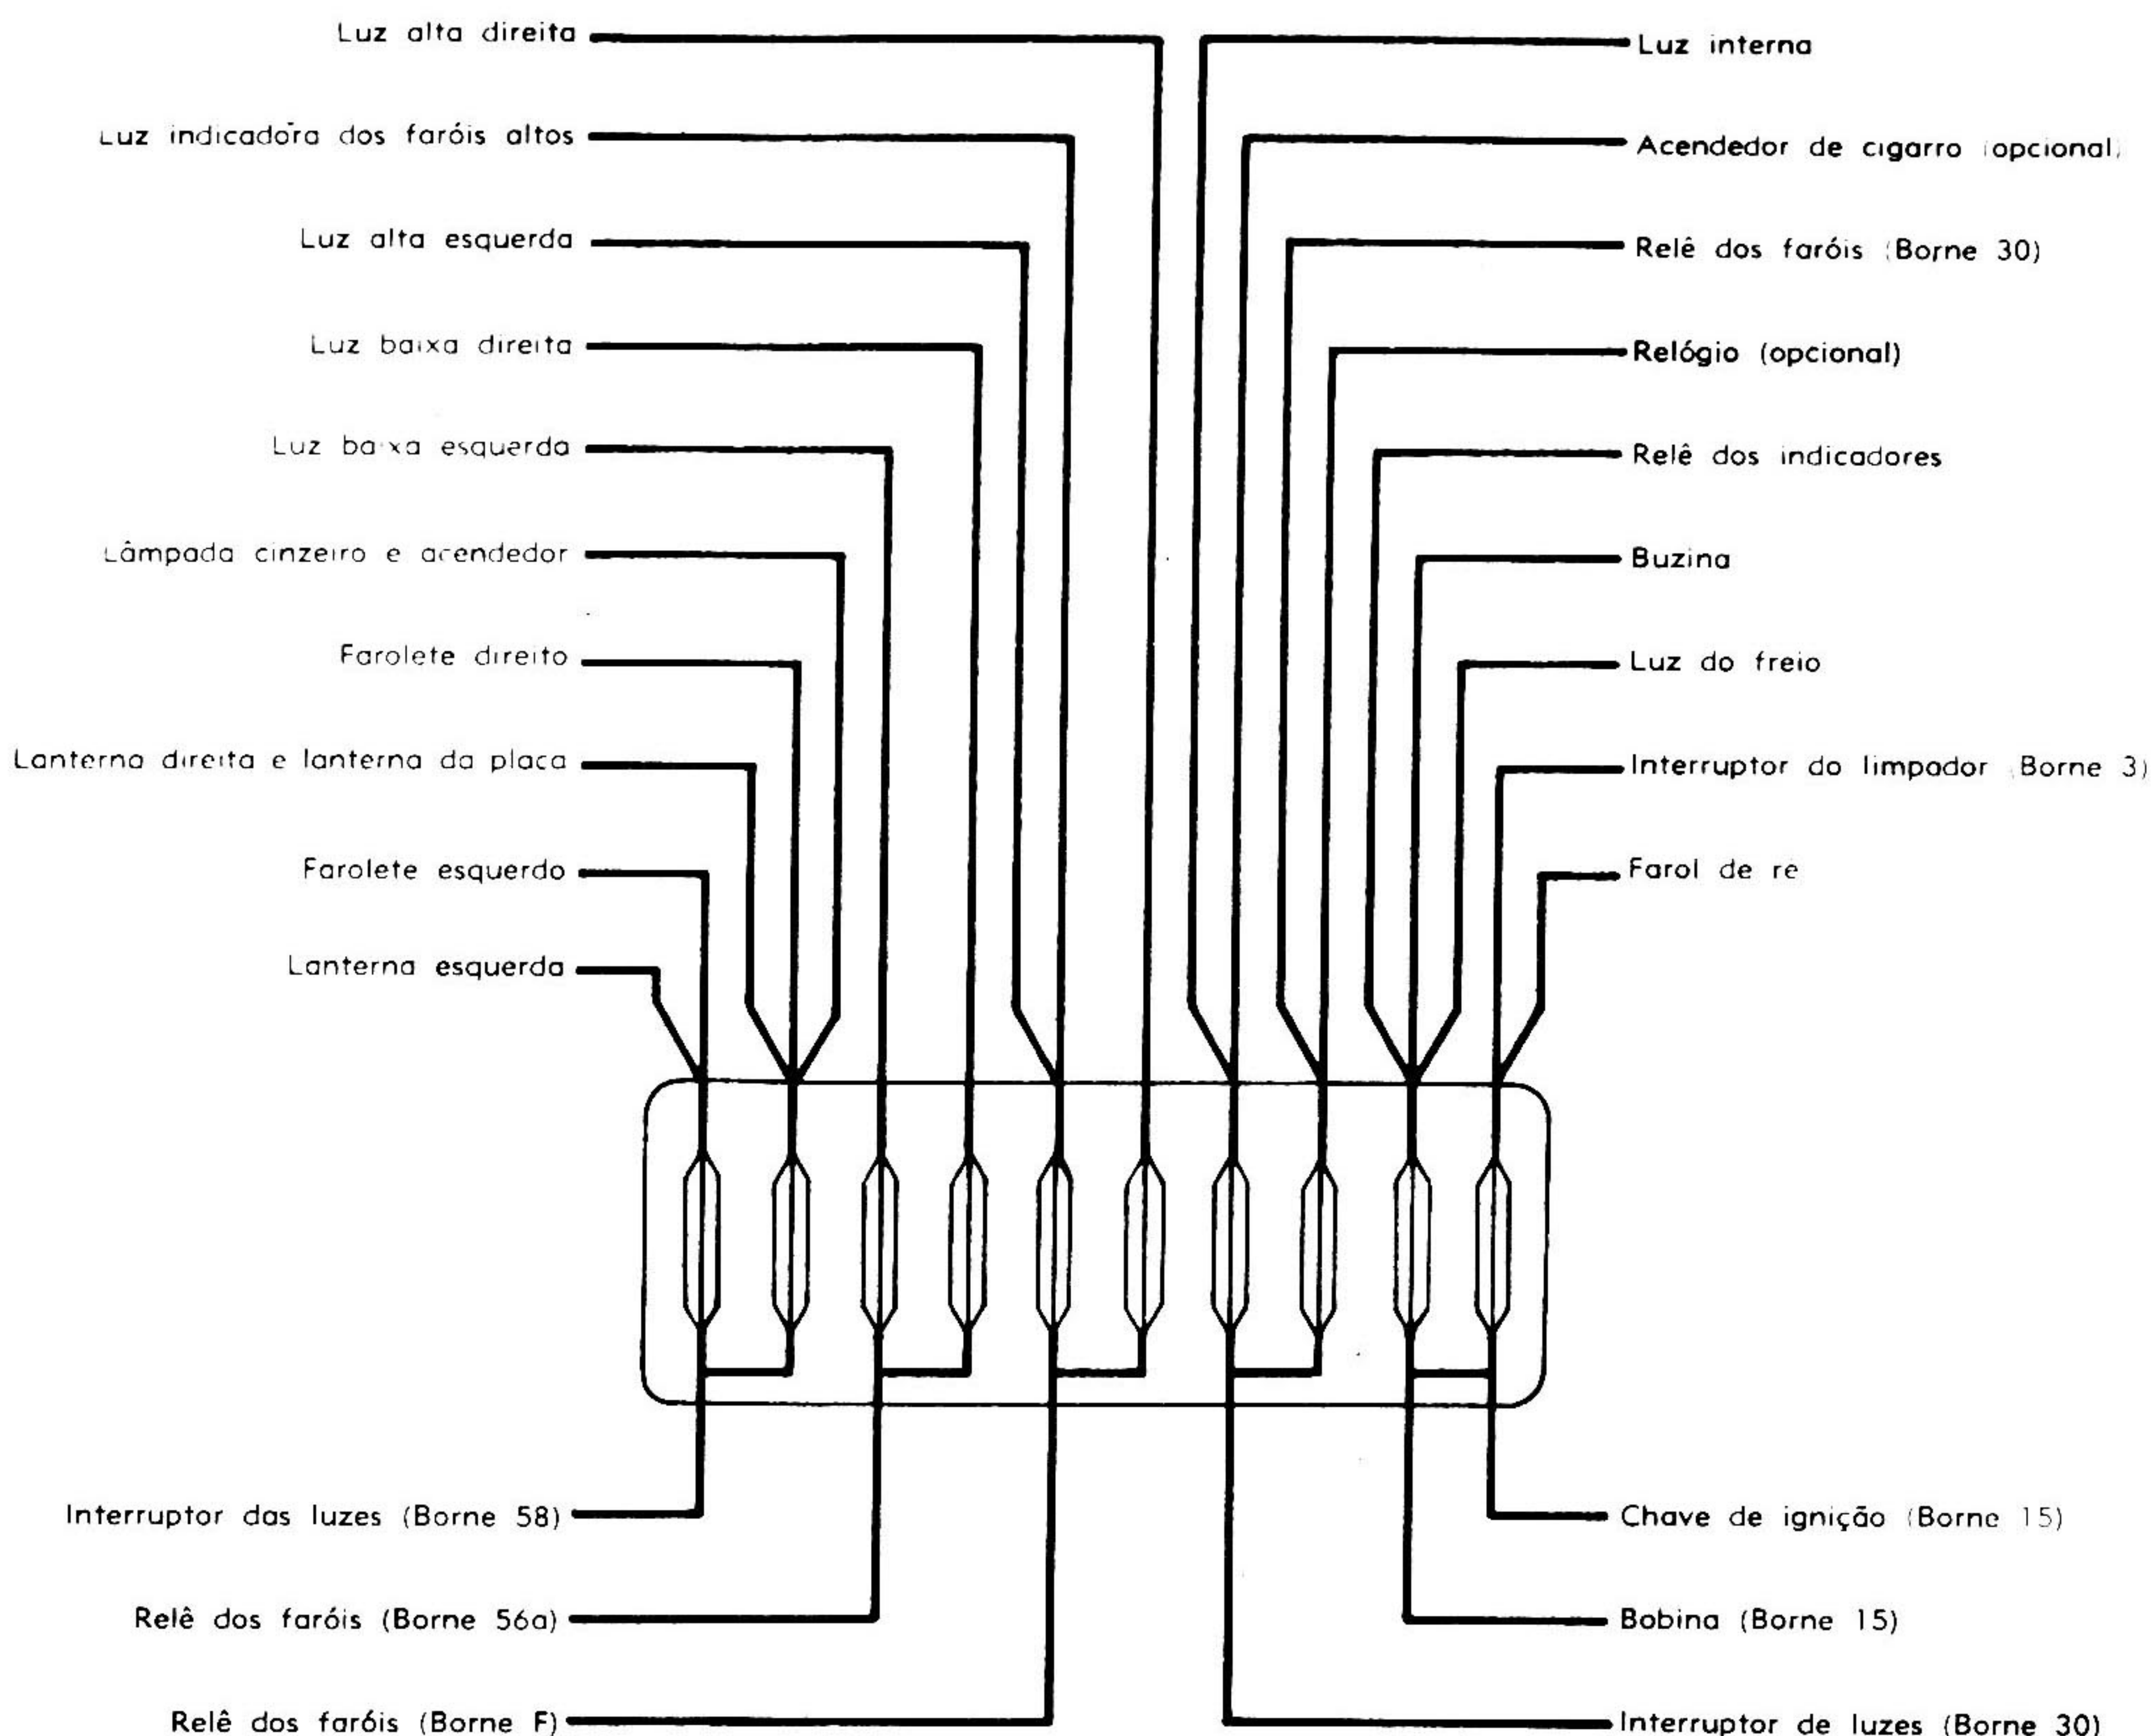 Luz alta direita
Luz indicadora dos faróis altos
Luz alta esquerda
Luz baixa direita
Luz baixa esquerda
Lâmpada cinzeiro e acendedor
Farolete direito
Lanterna direita e lanterna da placa
Farolete esquerdo
Lanterna esquerda
Luz interna
Acendedor de cigarro (opcional)
Relê dos faróis (Borne 30)
Relógio (opcional)
Relê dos indicadores
Buzina
Luz do freio
Interruptor do limpador (Borne 3)
Farol de ré
Interruptor das luzes (Borne 58)
Relê dos faróis (Borne 56a)
Relê dos faróis (Borne F)
Chave de ignição (Borne 15)
Bobina (Borne 15)
Interruptor de luzes (Borne 30)